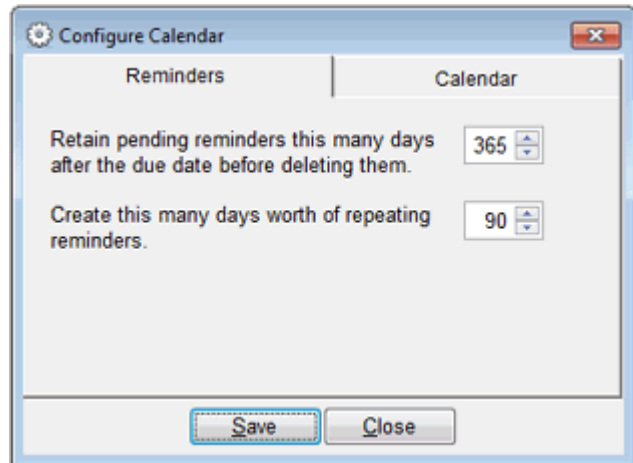 Configure Calendar
Reminders
Calendar
Retain pending reminders this many days
after the due date before deleting them.
365
Create this many days worth of repeating
reminders.
90
Save
Close